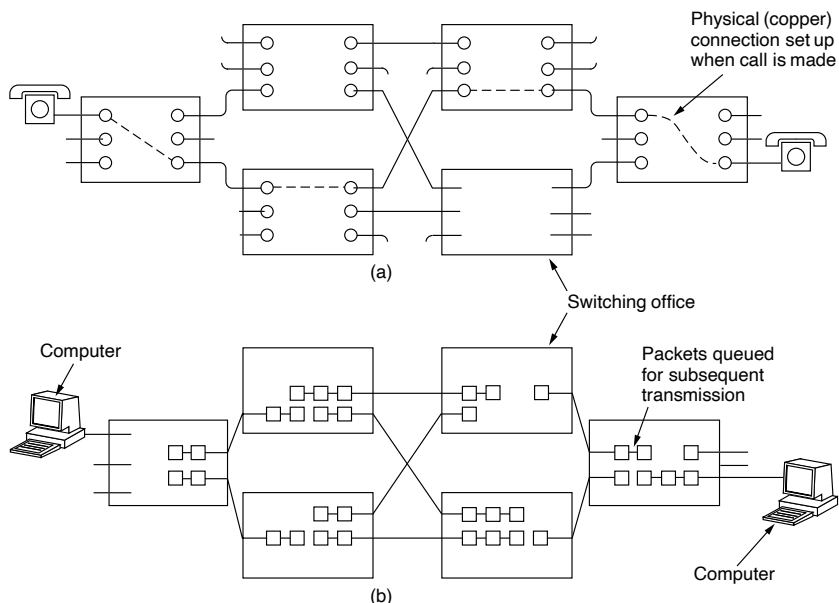 Physical (copper)
connection set up
when call is made
(a)
Switching office
Computer
Packets queued
for subsequent
transmission
Computer
(b)